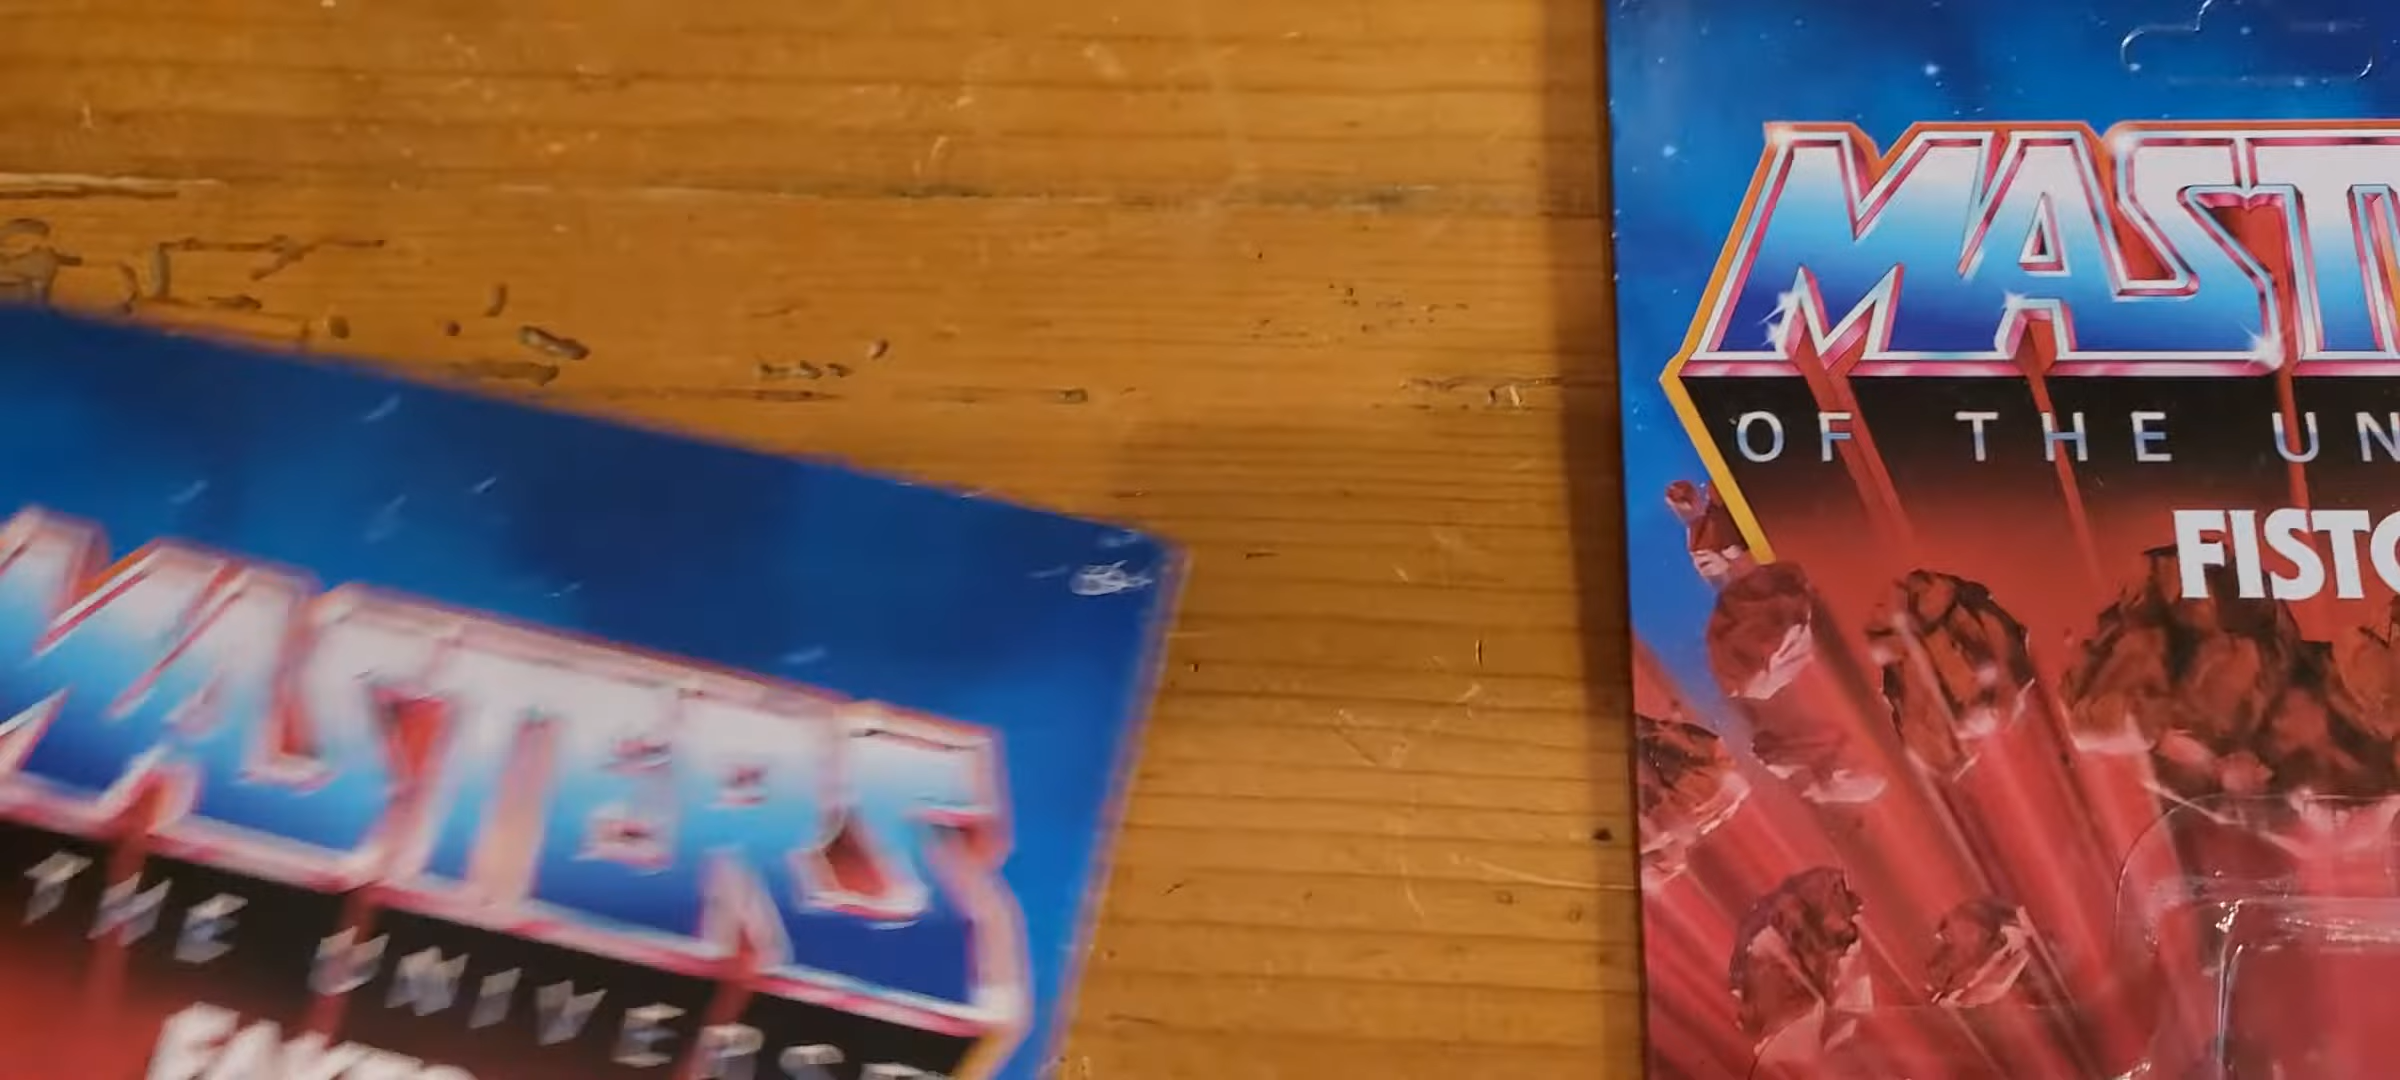 MASTERS
THE UNIVERSE
MAST
OF THE UN
FISTO